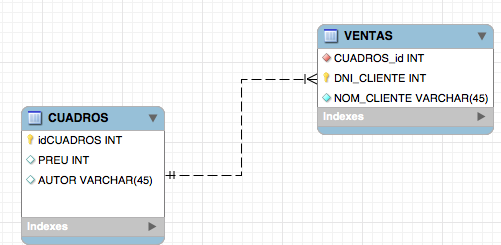 VENTAS
CUADROS_id INT
DNI_CLIENTE INT
NOM_CLIENTE VARCHAR(45)
Indexes
CUADROS
idCUADROS INT
PREU INT
AUTOR VARCHAR(45)
Indexes